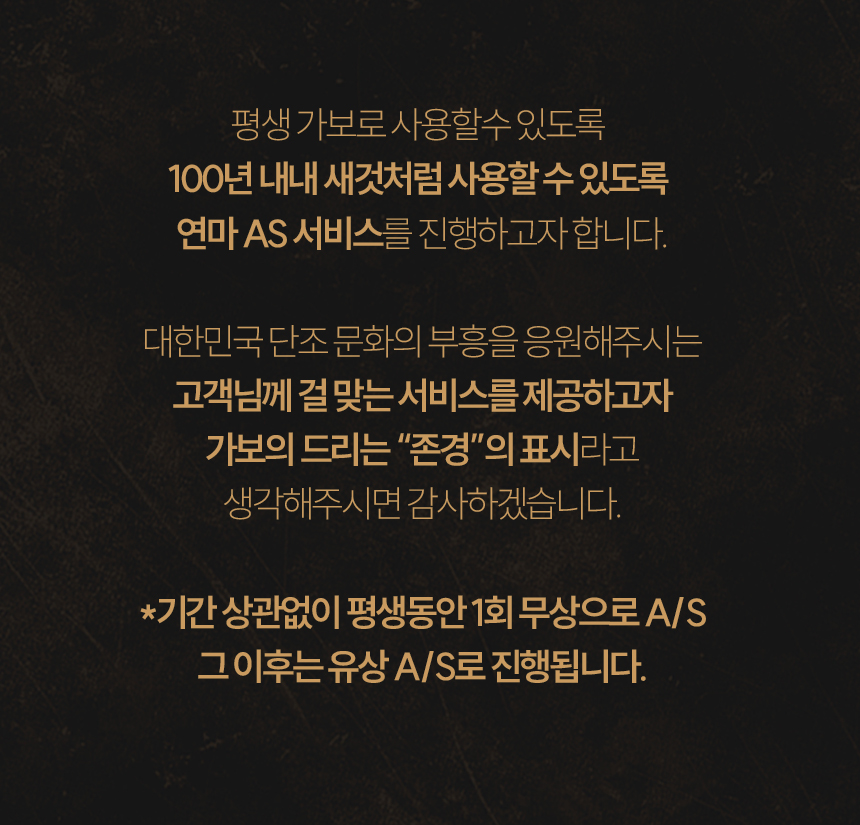 평생 가보로 사용할수 있도록
100년 내내 새것처럼 사용할 수 있도록
연마 AS 서비스를 진행하고자 합니다.
대한민국 단조 문화의 부흥을 응원해주시는
고객님께 걸 맞는 서비스를 제공하고자
가보의 드리는 “존경”의 표시라고
생각해주시면 감사하겠습니다.
*기간 상관없이 평생동안 1회 무상으로 A/S
그 이후는 유상 A/S로 진행됩니다.